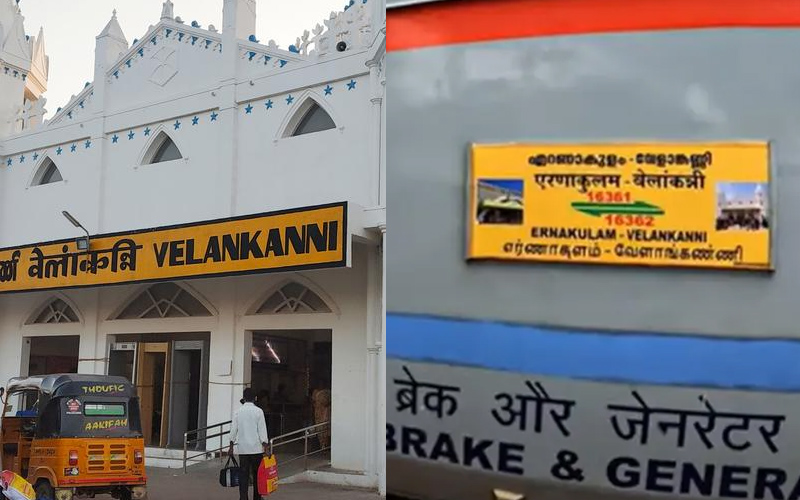 वेलांकन्नि VELANKANNI
THOUFIC
AAKIFAH
എറണാകുളം - വേളാങ്കണ്ണി
एरणाकुलम - बेलांकन्नी
16361
16362
ERNAKULAM - VELANKANNI
எர்ணாகுளம் - வேளாங்கண்ணி
ब्रेक और जेनरेटर
BRAKE & GENERA